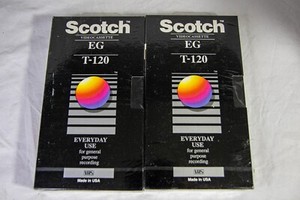 Scotch
VIDEOCASSETTE
EG
T-120
EVERYDAY
USE
for general
purpose
recording
VHS
Made in USA
Scotch
VIDEOCASSETTE
EG
T-120
EVERYDAY
USE
for general
purpose
recording
VHS
Made in USA